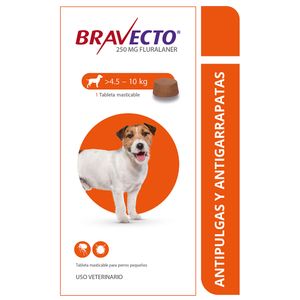 BRAVECTO®
250 MG FLURALANER
>4.5 – 10 kg
1 Tableta masticable
ANTIPULGAS Y ANTIGARRAPATAS
Tableta masticable para perros pequeños
USO VETERINARIO